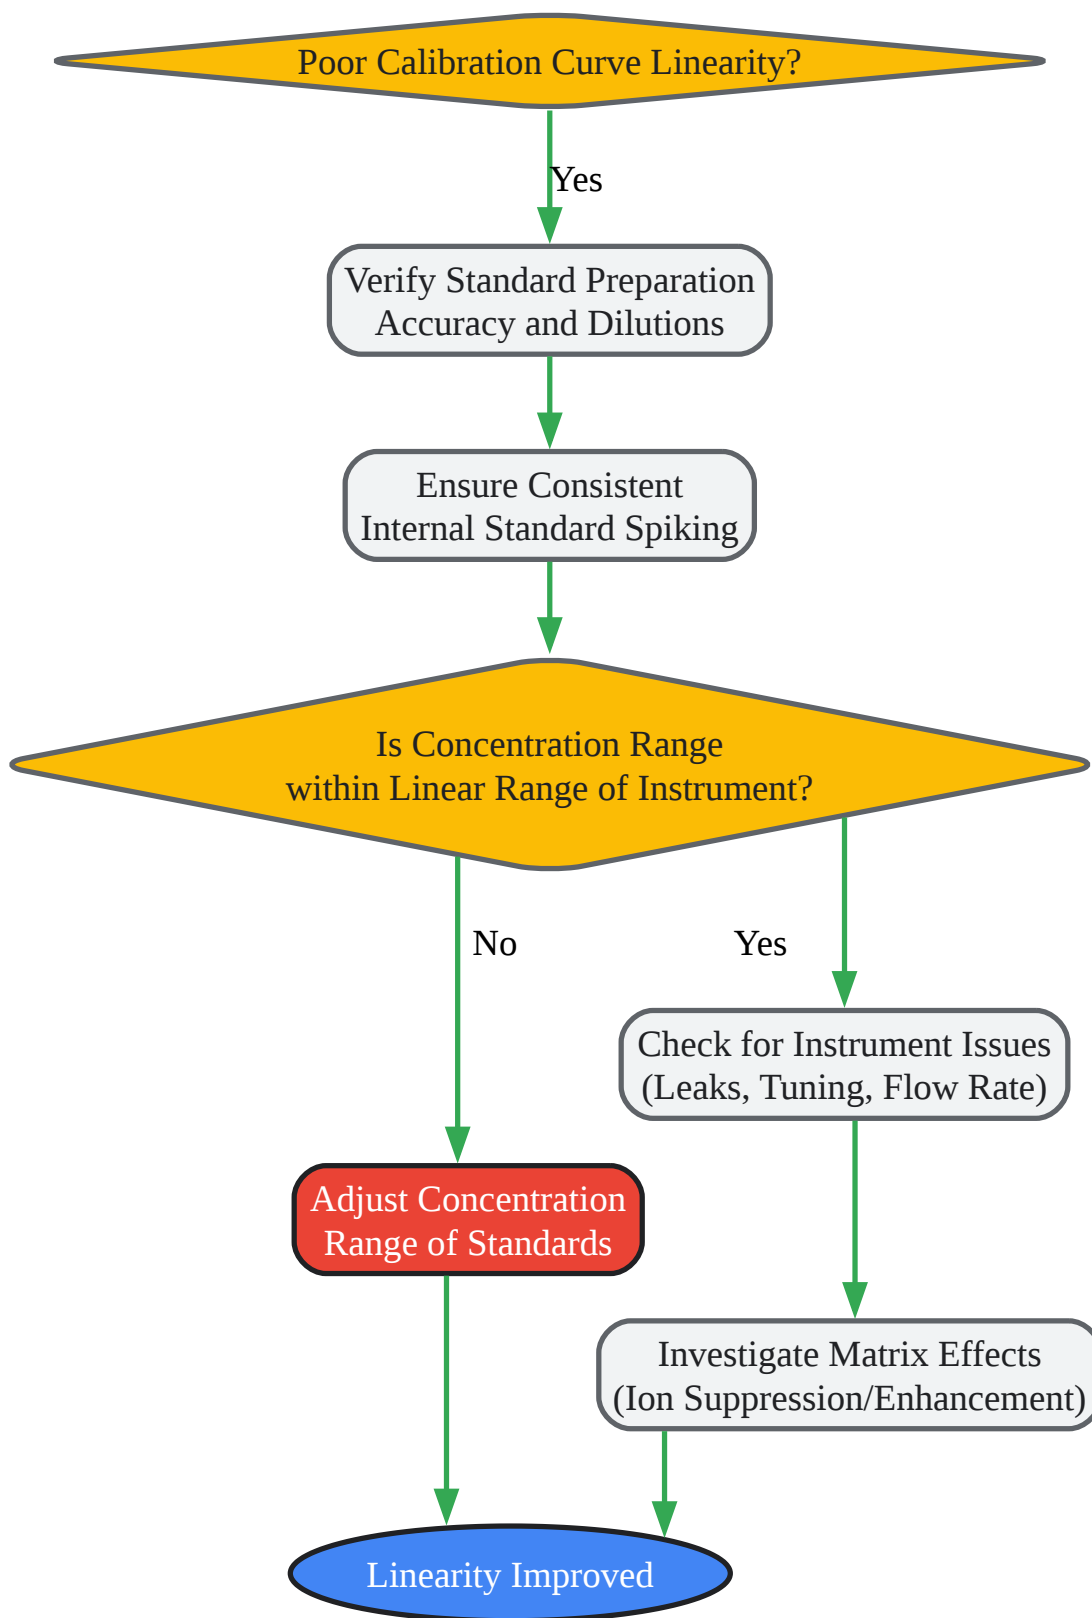 Poor Calibration Curve Linearity?
Yes
Verify Standard Preparation
Accuracy and Dilutions
Ensure Consistent
Internal Standard Spiking
Is Concentration Range
within Linear Range of Instrument?
No
Yes
Check for Instrument Issues
(Leaks, Tuning, Flow Rate)
Adjust Concentration
Range of Standards
Investigate Matrix Effects
(Ion Suppression/Enhancement)
Linearity Improved